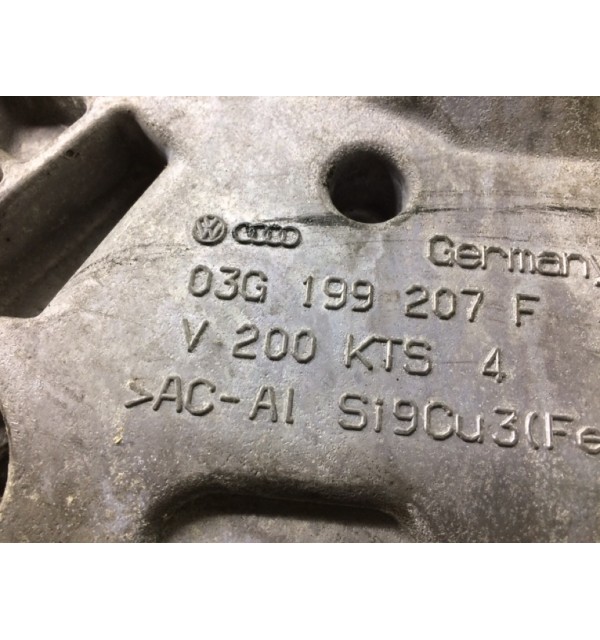 Germany
03G 199 207 F
V 200 KTS 4
>AC-Al Si9Cu3(Fe